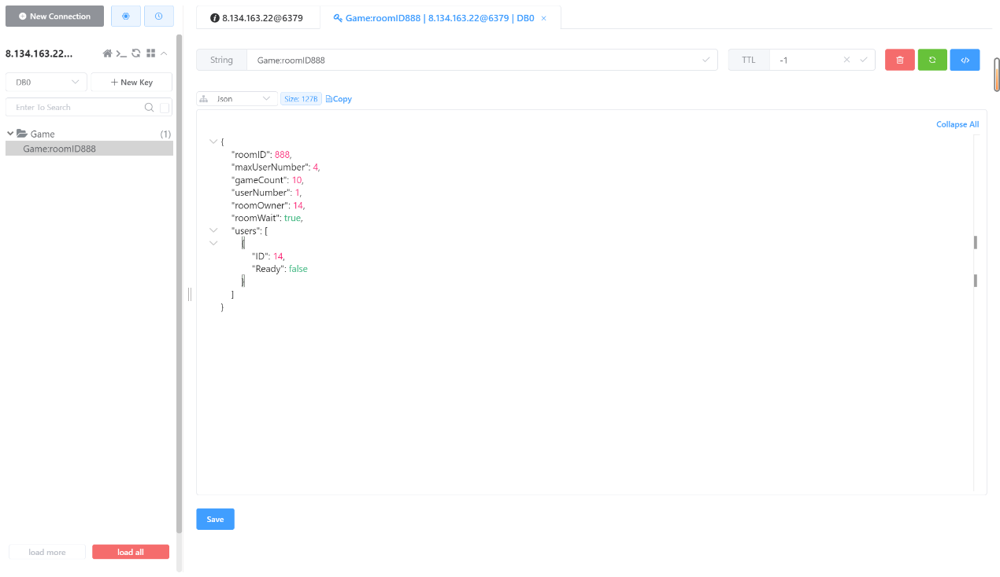 New Connection
8.134.163.22@6379
Game:roomID888 | 8.134.163.22@6379 | DB0
8.134.163.22...
DB0
New Key
Enter To Search
Game (1)
Game:roomID888
String Game:roomID888
TTL -1
Json Size: 127B Copy
Collapse All
{
"roomID": 888,
"maxUserNumber": 4,
"gameCount": 10,
"userNumber": 1,
"roomOwner": 14,
"roomWait": true,
"users": [
{
"ID": 14,
"Ready": false
}
]
}
Save
load more
load all